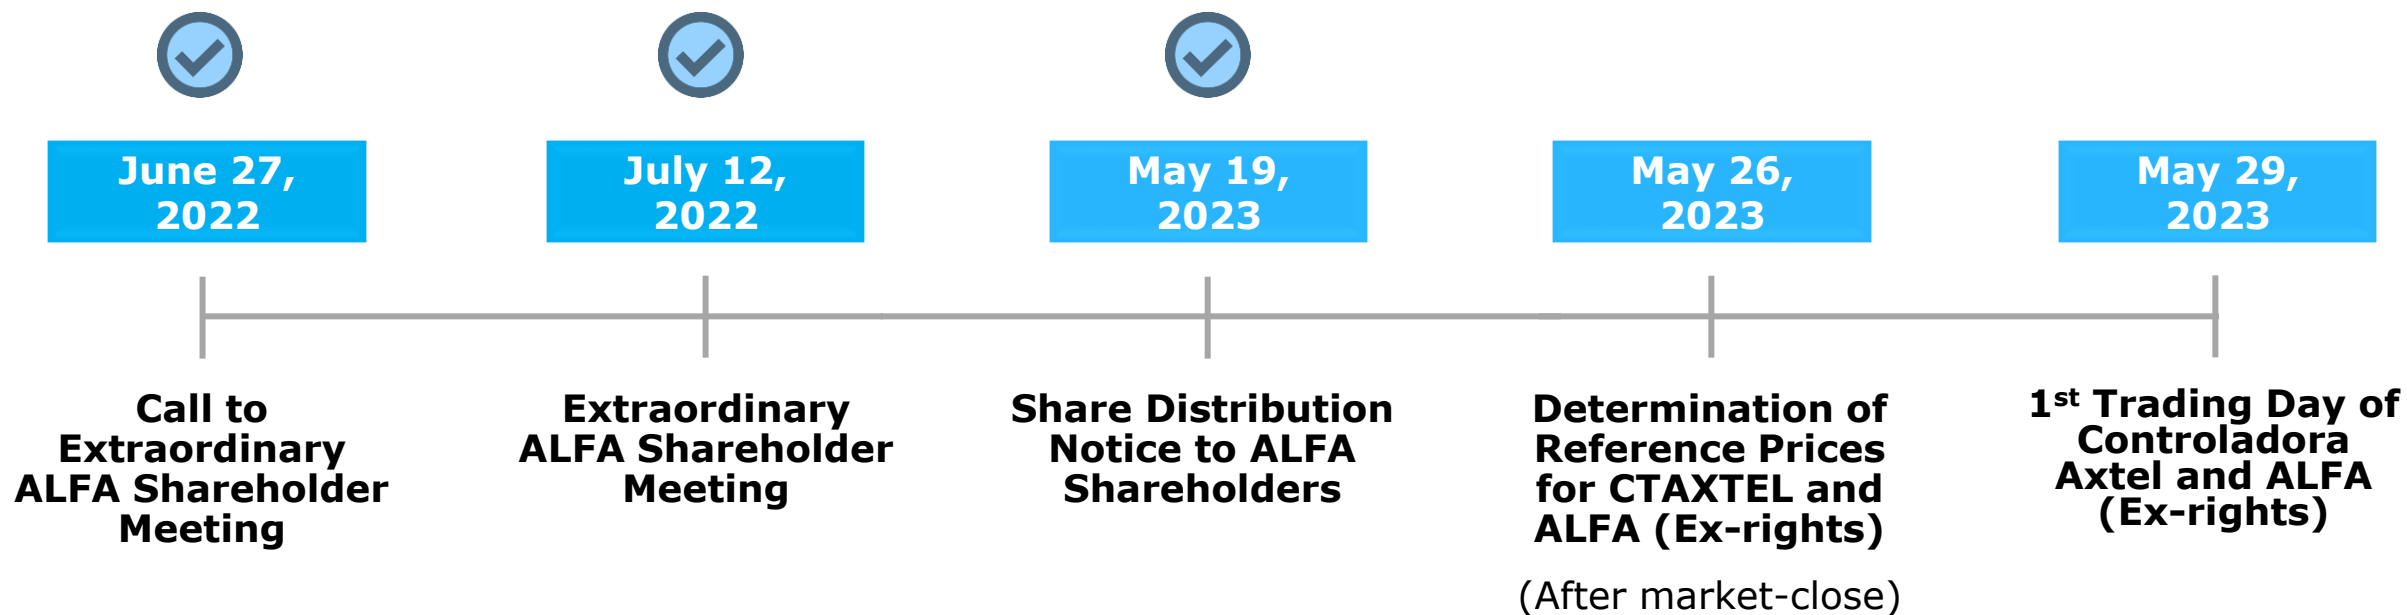 June 27,
2022
July 12,
2022
May 19,
2023
May 26,
2023
May 29,
2023
Call to
Extraordinary
ALFA Shareholder
Meeting
Extraordinary
ALFA Shareholder
Meeting
Share Distribution
Notice to ALFA
Shareholders
Determination of
Reference Prices
for CTAXTEL and
ALFA (Ex-rights)
(After market-close)
1st Trading Day of
Controladora
Axtel and ALFA
(Ex-rights)